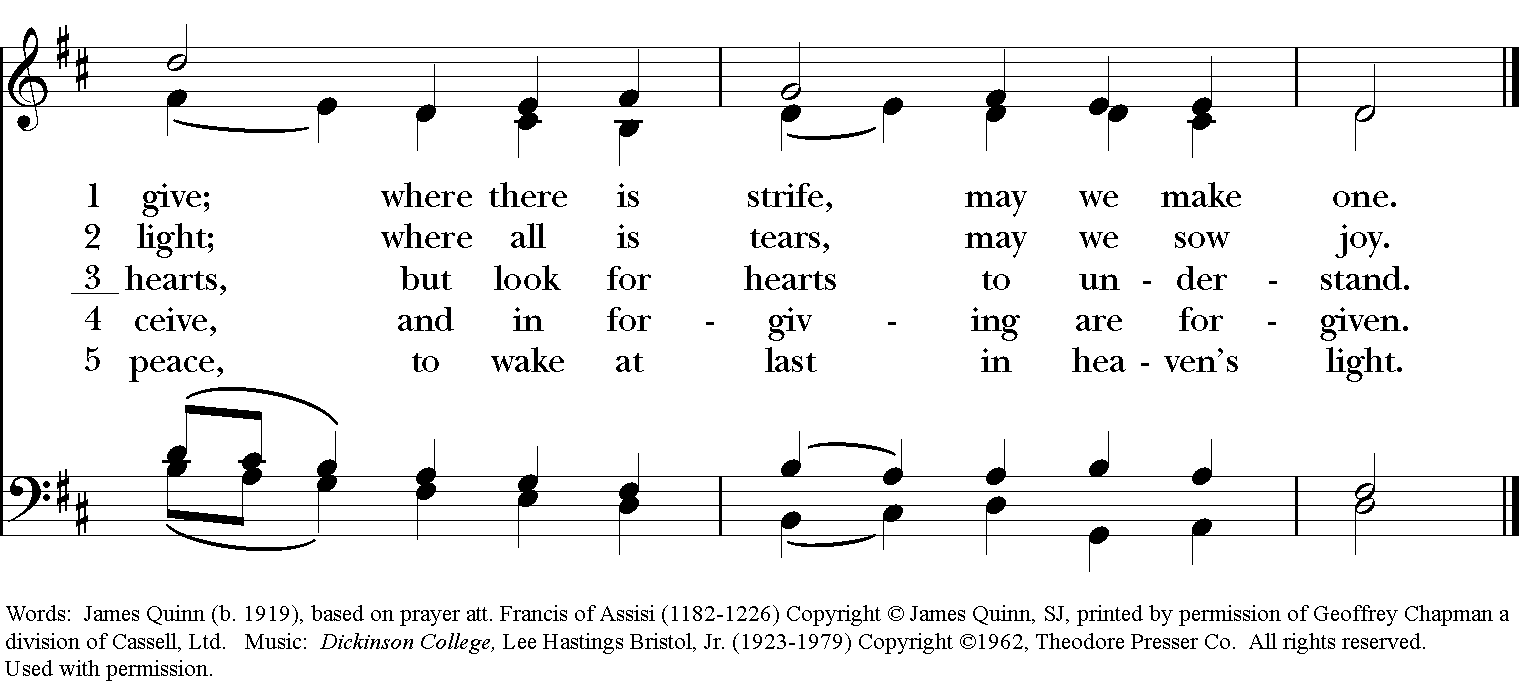 1 give; where there is strife, may we make one.
2 light; where all is tears, may we sow joy.
3 hearts, but look for hearts to un - der - stand.
4 ceive, and in for - giv - ing are for - given.
5 peace, to wake at last in hea - ven's light.
Words: James Quinn (b. 1919), based on prayer att. Francis of Assisi (1182-1226) Copyright © James Quinn, SJ, printed by permission of Geoffrey Chapman a
division of Cassell, Ltd. Music: Dickinson College, Lee Hastings Bristol, Jr. (1923-1979) Copyright ©1962, Theodore Presser Co. All rights reserved.
Used with permission.